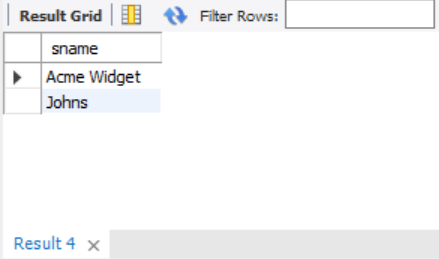 Result Grid Filter Rows:
sname
Acme Widget
Johns
Result 4 ×